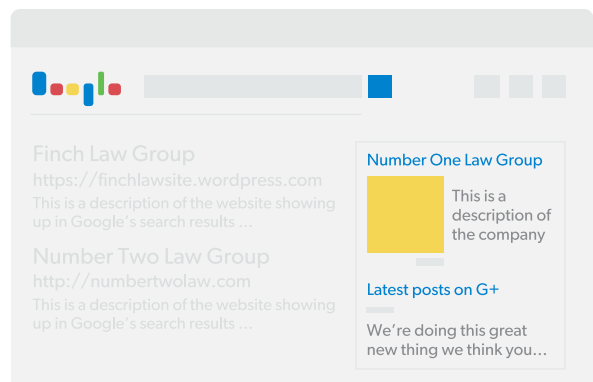 Finch Law Group
https://finchlawsite.wordpress.com
This is a description of the website showing
up in Google's search results ...
Number Two Law Group
http://numbertwolaw.com
This is a description of the website showing
up in Google's search results ...
Number One Law Group
This is a
description of
the company
Latest posts on G+
We're doing this great
new thing we think you...